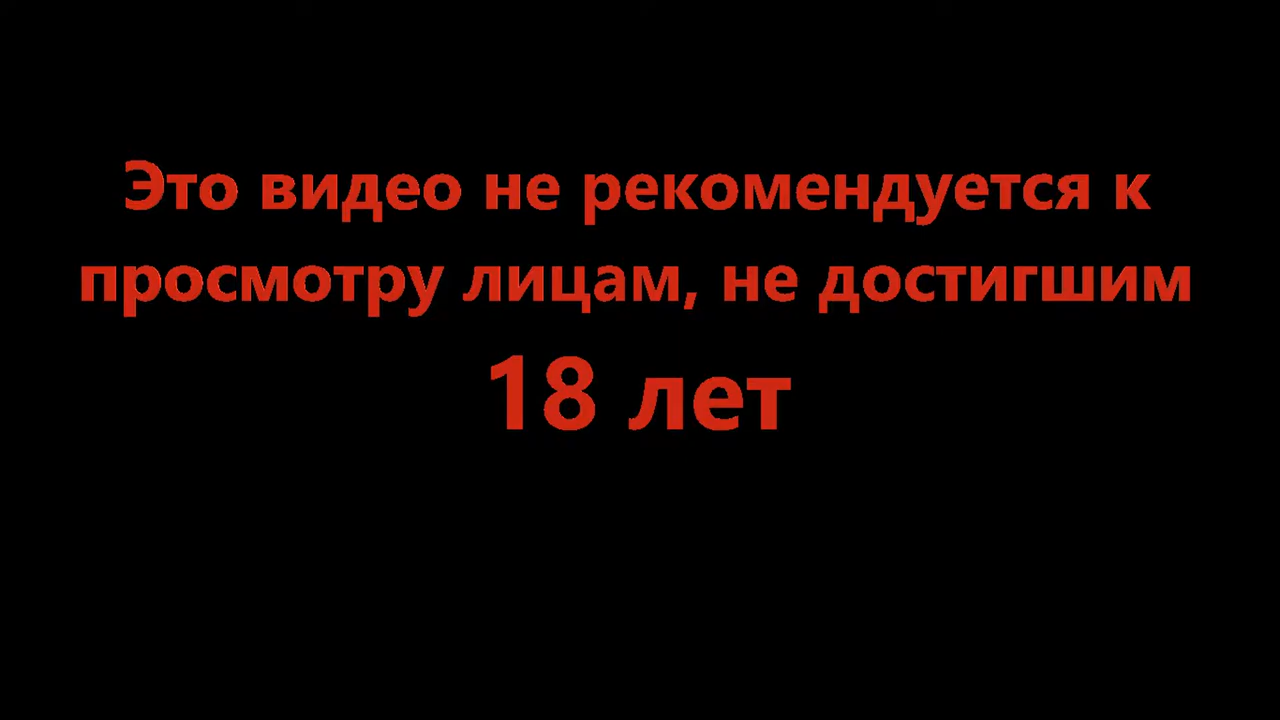 Это видео не рекомендуется к
просмотру лицам, не достигшим
18 лет